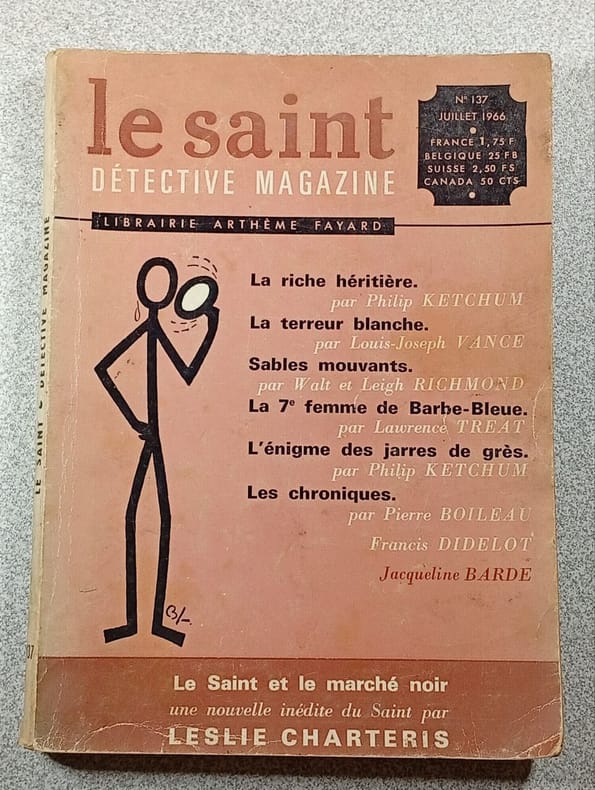 le saint
DÉTECTIVE MAGAZINE
Nº 137
JUILLET 1966
FRANCE 1,75 F
BELGIQUE 25 FB
SUISSE 2,50 FS
CANADA 50 CTS
LIBRAIRIE ARTHÈME FAYARD
La riche héritière.
par Philip KETCHUM
La terreur blanche.
par Louis-Joseph VANCE
Sables mouvants.
par Walt et Leigh RICHMOND
La 7e femme de Barbe-Bleue.
par Lawrence TREAT
L'énigme des jarres de grès.
par Philip KETCHUM
Les chroniques.
par Pierre BOILEAU
Francis DIDELOT
Jacqueline BARDE
Le Saint et le marché noir
une nouvelle inédite du Saint par
LESLIE CHARTERIS
LE SAINT DÉTECTIVE MAGAZINE